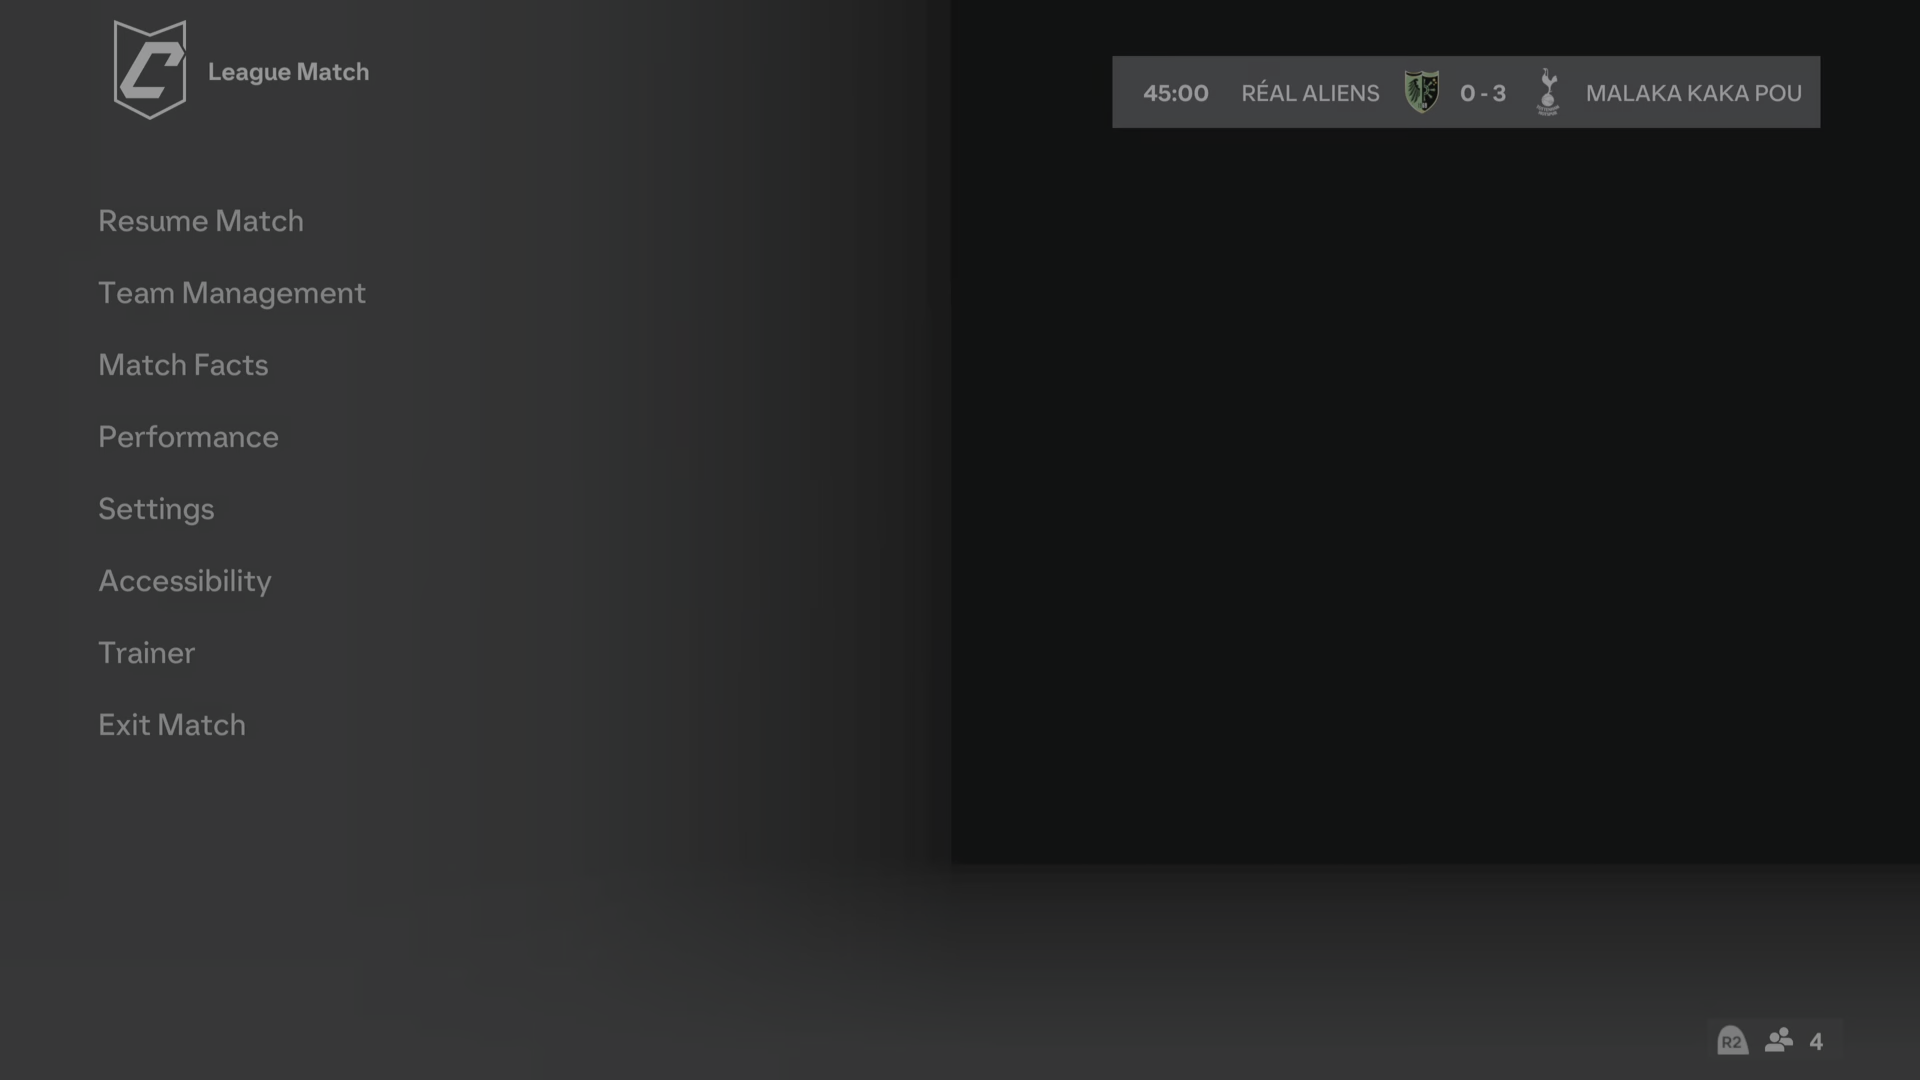 League Match
45:00 RÉAL ALIENS 0 - 3 MALAKA KAKA POU
Resume Match
Team Management
Match Facts
Performance
Settings
Accessibility
Trainer
Exit Match
R2 4